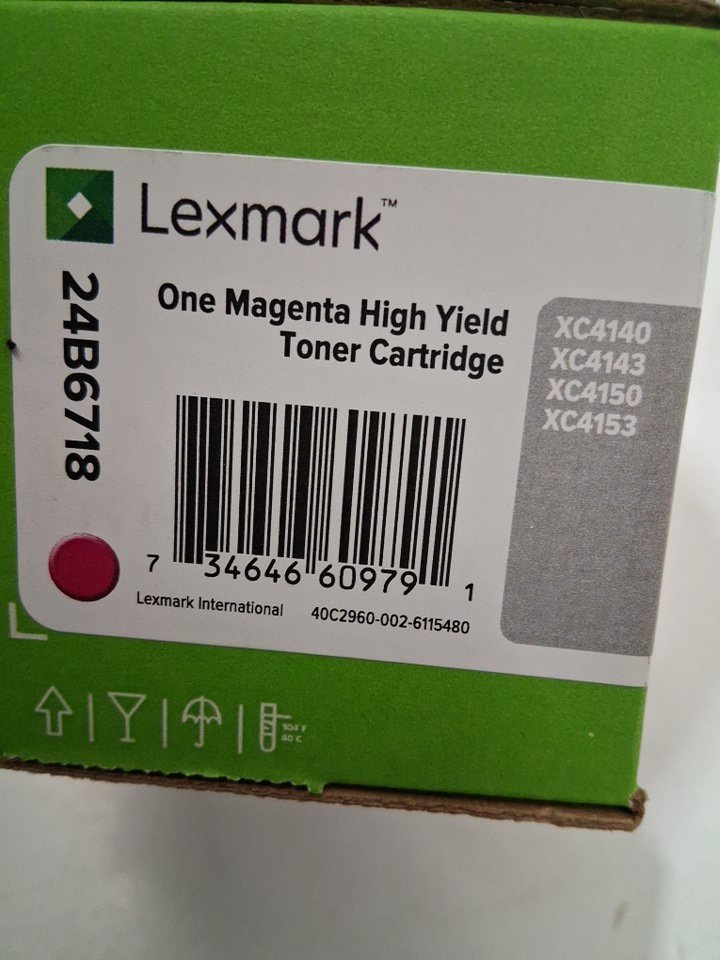 Lexmark™
24B6718
One Magenta High Yield
Toner Cartridge
XC4140
XC4143
XC4150
XC4153
7 34646 60979 1
Lexmark International 40C2960-002-6115480
104 F
40 C